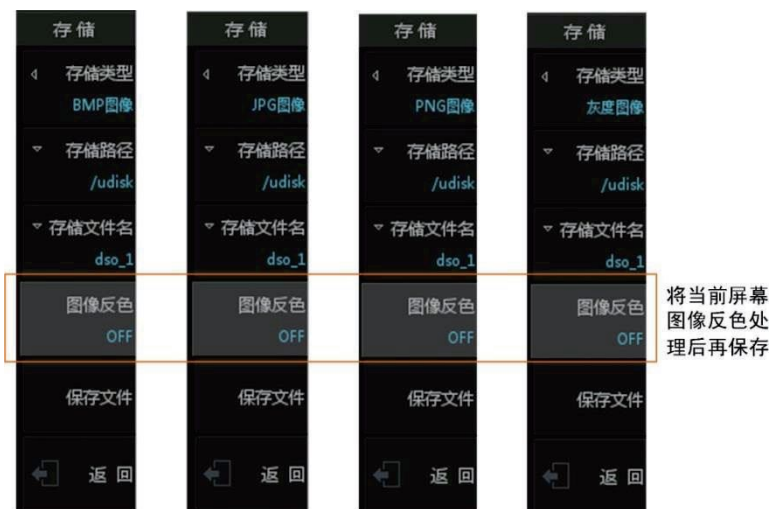 存 储
存储类型
BMP图像
存储路径
/udisk
存储文件名
dso_1
图像反色
OFF
保存文件
返 回
存 储
存储类型
JPG图像
存储路径
/udisk
存储文件名
dso_1
图像反色
OFF
保存文件
返 回
存 储
存储类型
PNG图像
存储路径
/udisk
存储文件名
dso_1
图像反色
OFF
保存文件
返 回
存 储
存储类型
灰度图像
存储路径
/udisk
存储文件名
dso_1
图像反色
OFF
保存文件
返 回
将当前屏幕
图像反色处
理后再保存